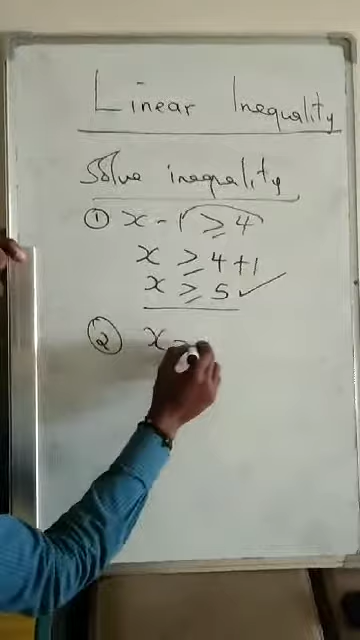 Linear Inequality
Solve inequality
① x - 1 ≥ 4
x ≥ 4 + 1
x ≥ 5 ✓
② x -